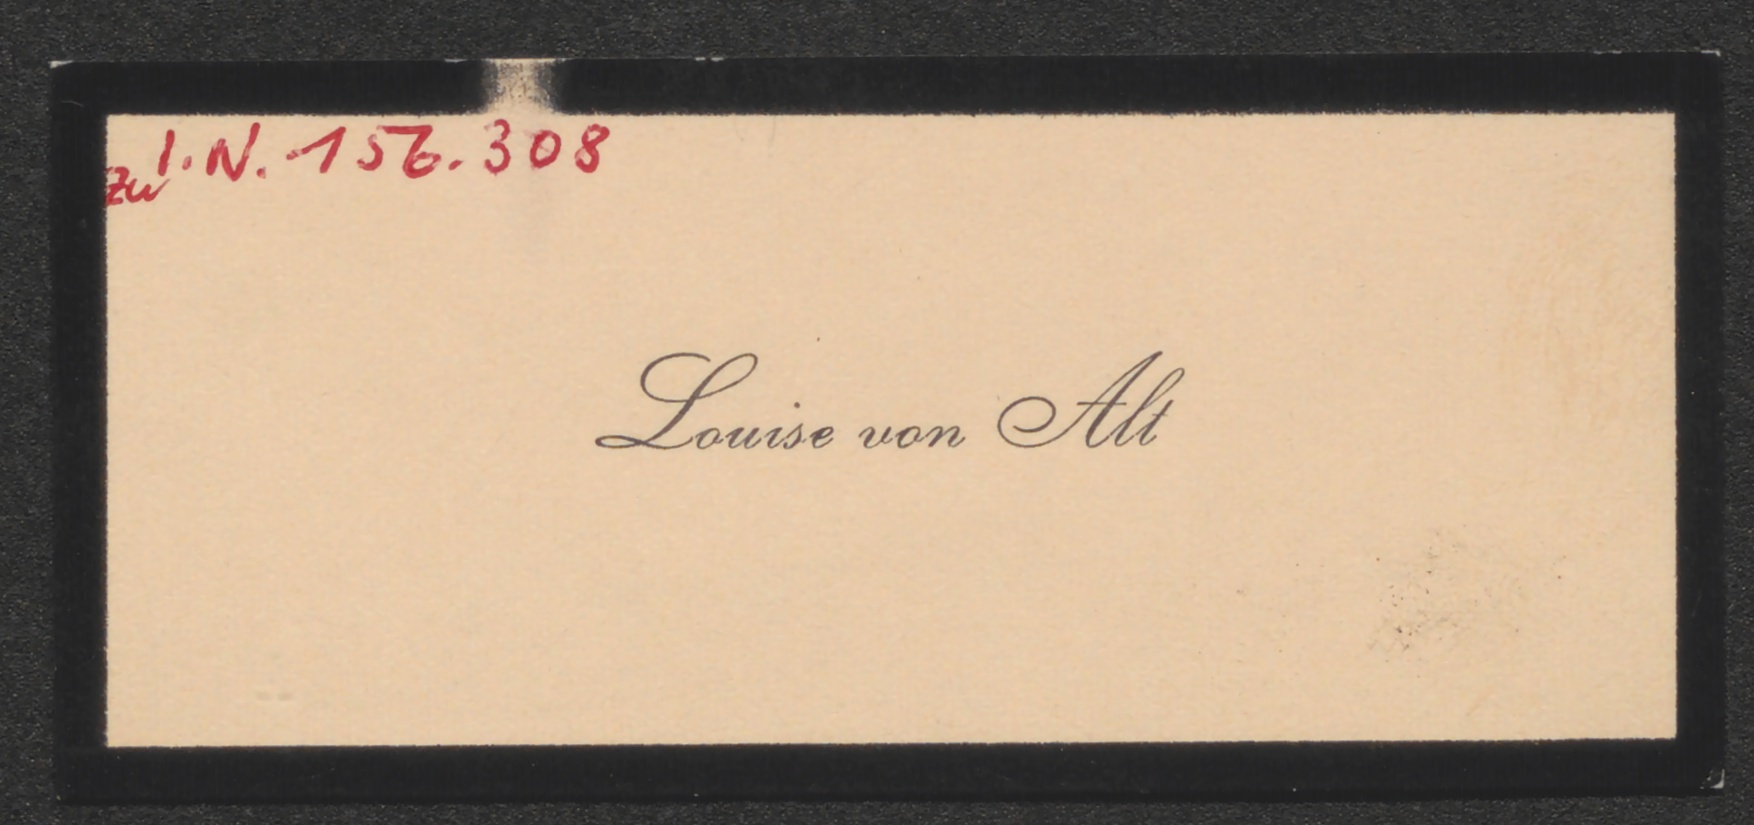 zu I.N. 156.308
Louise von Alt